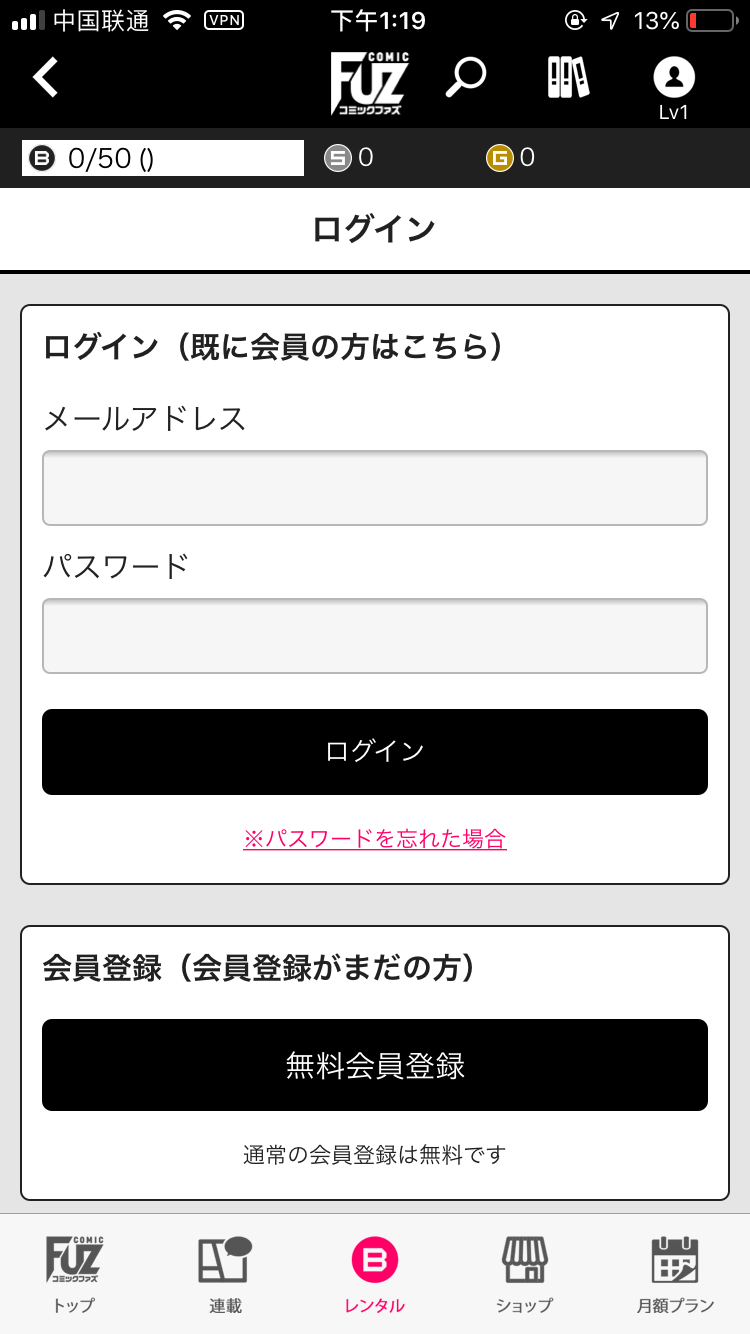 中国联通 VPN 下午1:19 13%
COMIC
FUZ
コミックファズ
Lv1
B 0/50 () S 0 G 0
ログイン
ログイン（既に会員の方はこちら）
メールアドレス
パスワード
ログイン
※パスワードを忘れた場合
会員登録（会員登録がまだの方）
無料会員登録
通常の会員登録は無料です
COMIC
FUZ
コミックファズ
B
トップ 連載 レンタル ショップ 月額プラン